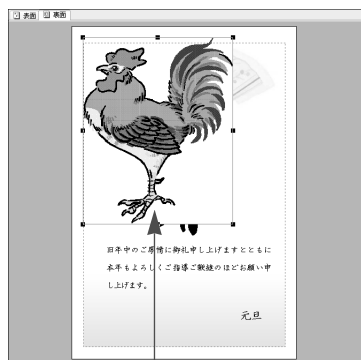 表面 裏面
旧年中のご厚情に御礼申し上げますとともに
本年もよろしくご指導ご鞭撻のほどお願い申
し上げます。
元旦